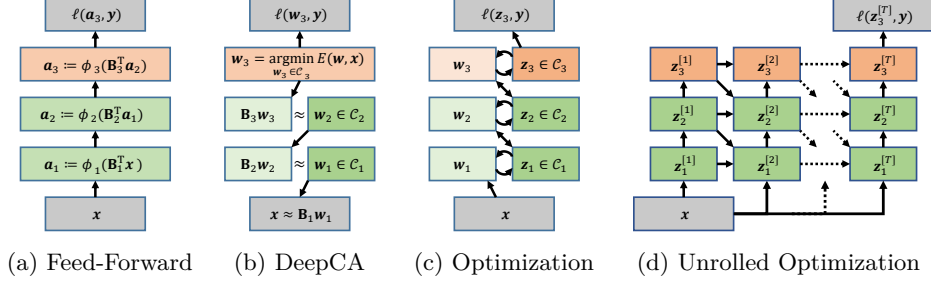 ℓ(a₃, y)
a₃ ≔ ϕ₃(B₃ᵀa₂)
a₂ ≔ ϕ₂(B₂ᵀa₁)
a₁ ≔ ϕ₁(B₁ᵀx)
x
(a) Feed-Forward
ℓ(w₃, y)
w₃ = argmin E(w, x)
w₃∈𝒞₃
B₃w₃ ≈ w₂ ∈ 𝒞₂
B₂w₂ ≈ w₁ ∈ 𝒞₁
x ≈ B₁w₁
(b) DeepCA
ℓ(z₃, y)
w₃ z₃ ∈ 𝒞₃
w₂ z₂ ∈ 𝒞₂
w₁ z₁ ∈ 𝒞₁
x
(c) Optimization
ℓ(z₃^[T], y)
z₃^[1] z₃^[2] z₃^[T]
z₂^[1] z₂^[2] z₂^[T]
z₁^[1] z₁^[2] z₁^[T]
x
(d) Unrolled Optimization